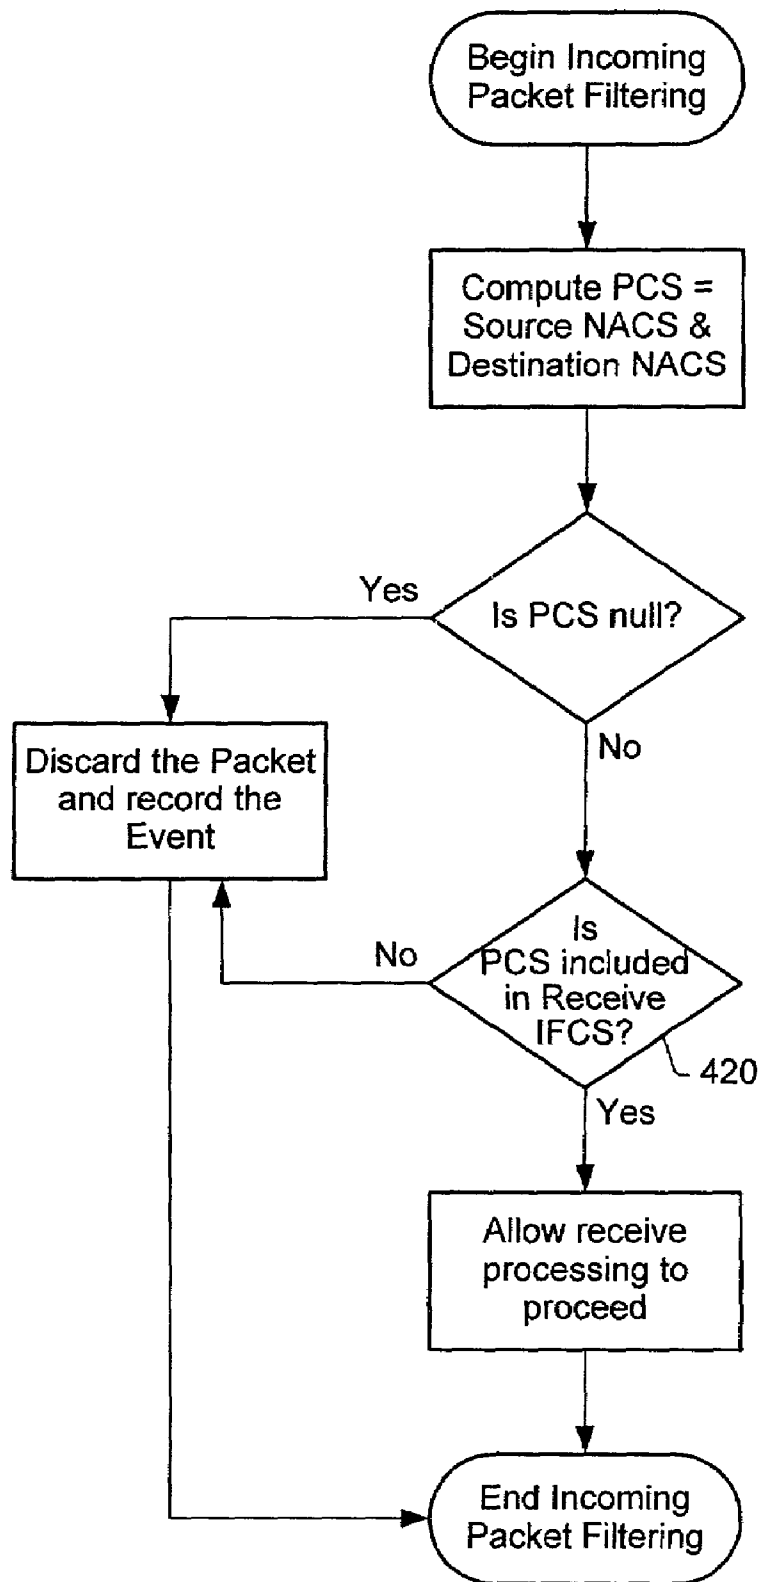 Begin Incoming
Packet Filtering
Compute PCS =
Source NACS &
Destination NACS
Yes
Is PCS null?
No
Discard the Packet
and record the
Event
No
Is
PCS included
in Receive
IFCS?
420
Yes
Allow receive
processing to
proceed
End Incoming
Packet Filtering